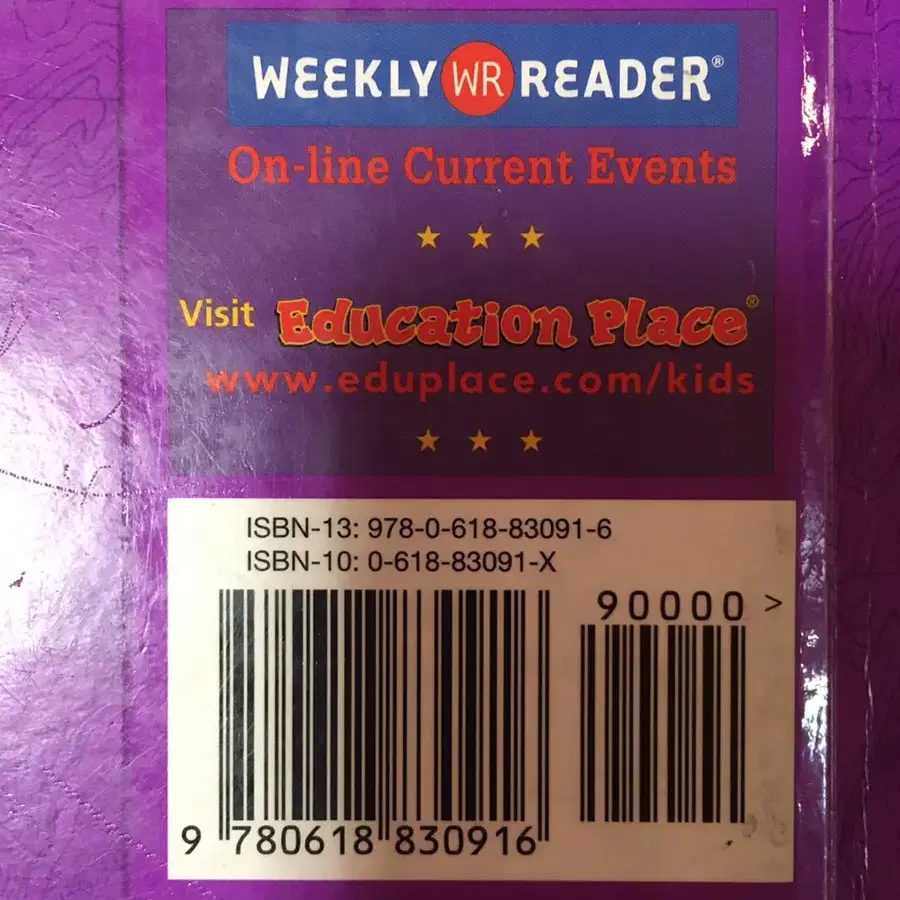 WEEKLY WR READER®
On-line Current Events
Visit Education Place®
www.eduplace.com/kids
ISBN-13: 978-0-618-83091-6
ISBN-10: 0-618-83091-X
90000 >
9 780618 830916